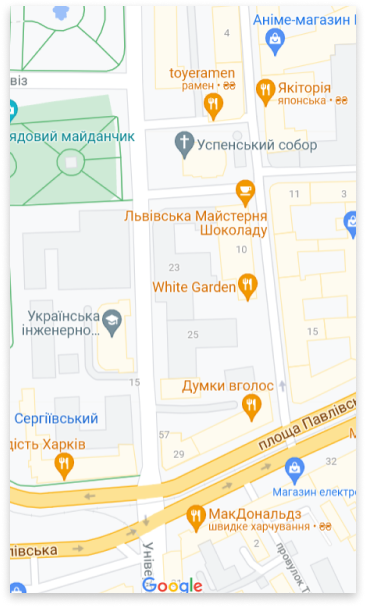 Аніме-магазин
4
toyeramen
рамен • ₴₴
віз
Якіторія
японська • ₴₴
ядовий майданчик
Успенський собор
11
3
Львівська Майстерня
Шоколаду
10
23
White Garden
Українська
інженерно...
25
15
15
Думки вголос
Сергіївський
дість Харків
57
29
площа Павлівс
32
Магазин електро
МакДональдз
швидке харчування • ₴₴
лівська
2
Уніве
провулок Т
Google